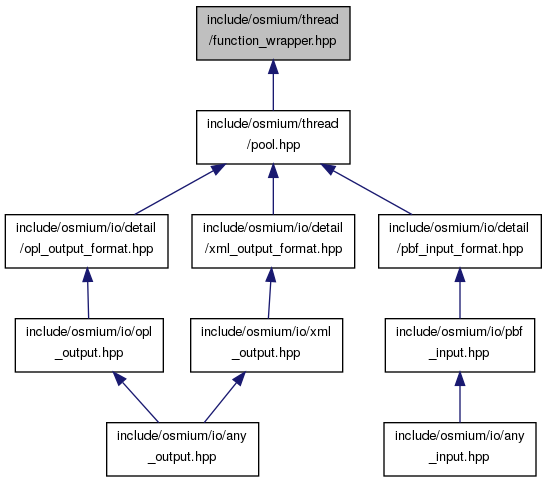 include/osmium/thread
/function_wrapper.hpp
include/osmium/thread
/pool.hpp
include/osmium/io/detail
/opl_output_format.hpp
include/osmium/io/detail
/xml_output_format.hpp
include/osmium/io/detail
/pbf_input_format.hpp
include/osmium/io/opl
_output.hpp
include/osmium/io/xml
_output.hpp
include/osmium/io/pbf
_input.hpp
include/osmium/io/any
_output.hpp
include/osmium/io/any
_input.hpp